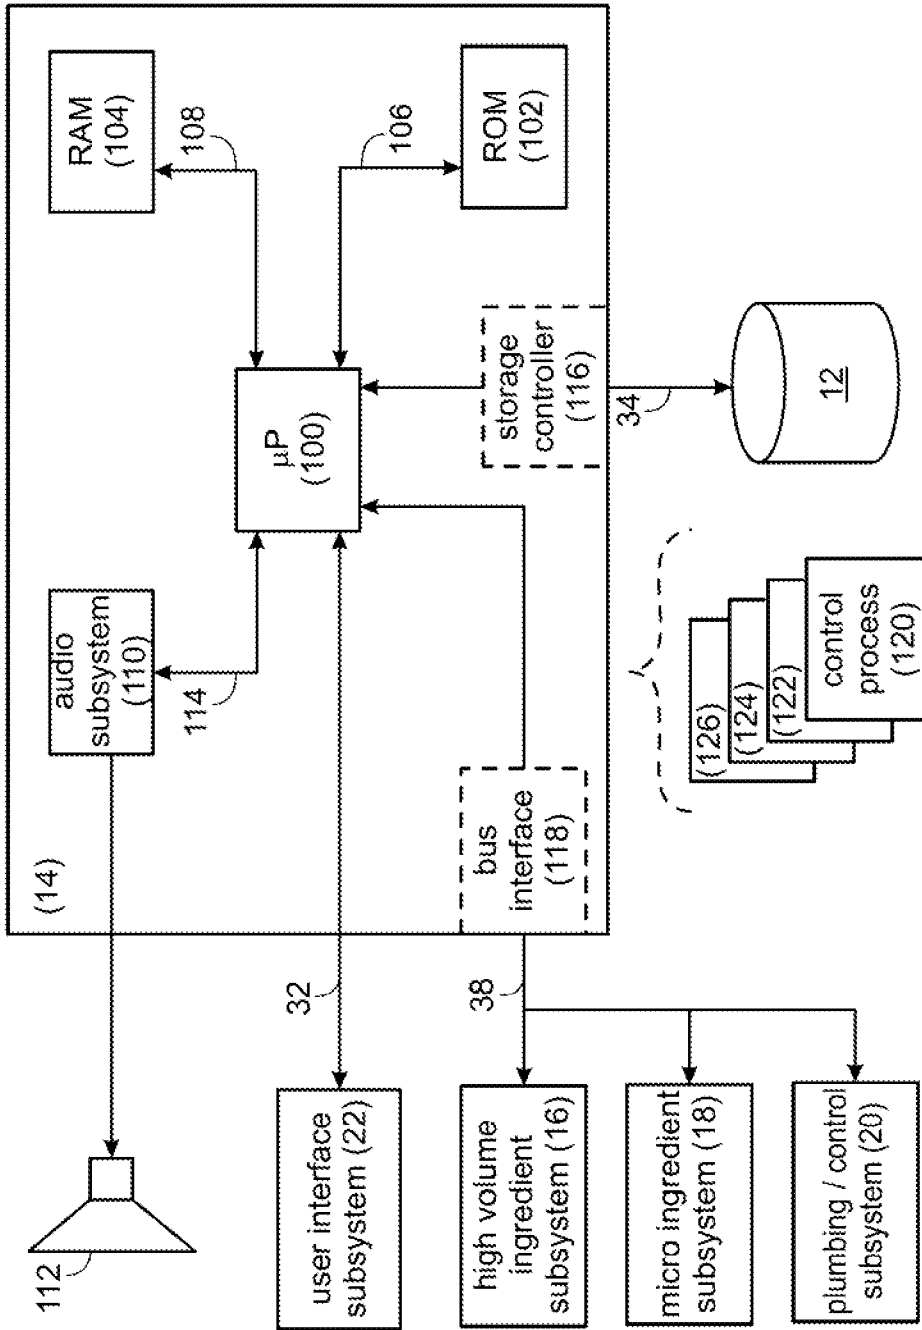 (14)
RAM
(104)
108
106
ROM
(102)
μP
(100)
storage
controller
(116)
34
12
audio
subsystem
(110)
114
bus
interface
(118)
(126)
(124)
(122)
control
process
(120)
112
32
38
user interface
subsystem (22)
high volume
ingredient
subsystem (16)
micro ingredient
subsystem (18)
plumbing / control
subsystem (20)